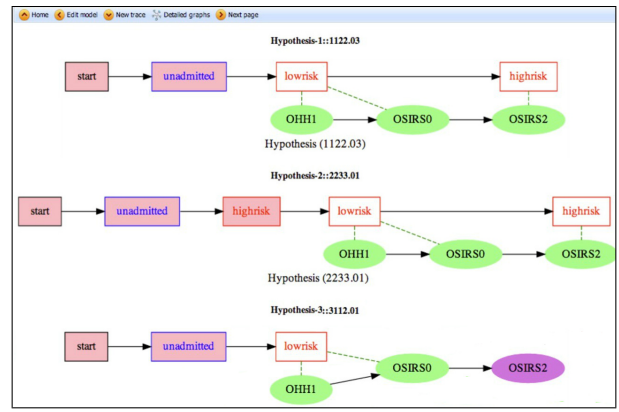 Home Edit model New trace Detailed graphs Next page
Hypothesis-1::1122.03
start unadmitted lowrisk highrisk
OHH1 OSIRS0 OSIRS2
Hypothesis (1122.03)
Hypothesis-2::2233.01
start unadmitted highrisk lowrisk highrisk
OHH1 OSIRS0 OSIRS2
Hypothesis (2233.01)
Hypothesis-3::3112.01
start unadmitted lowrisk
OSIRS0 OSIRS2
OHH1